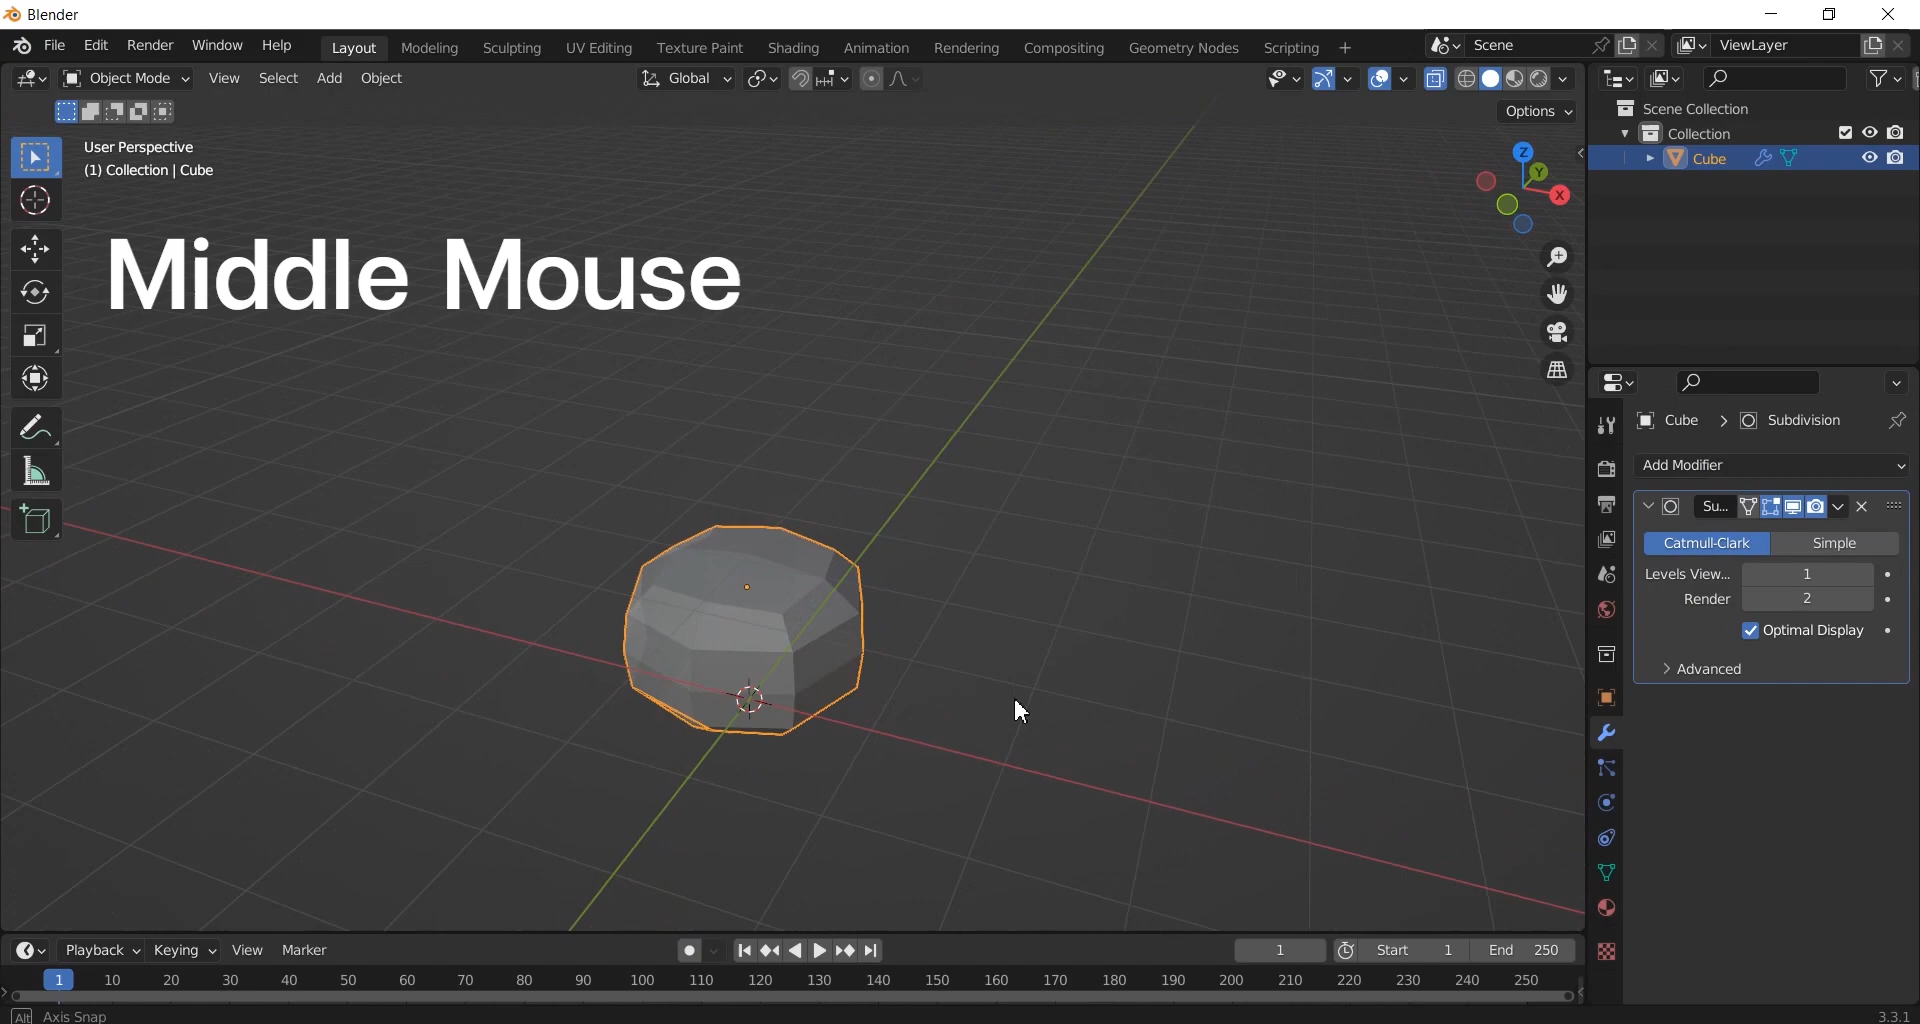 Blender
File Edit Render Window Help Layout Modeling Sculpting UV Editing Texture Paint Shading Animation Rendering Compositing Geometry Nodes Scripting + Scene ViewLayer
Object Mode View Select Add Object Global
Options
User Perspective
(1) Collection | Cube
Z
Y
X
Middle Mouse
Scene Collection
Collection
Cube
Cube > Subdivision
Add Modifier
Su...
Catmull-Clark Simple
Levels View... 1
Render 2
Optimal Display
> Advanced
Playback Keying View Marker 1 Start 1 End 250
1 10 20 30 40 50 60 70 80 90 100 110 120 130 140 150 160 170 180 190 200 210 220 230 240 250
Alt Axis Snap 3.3.1